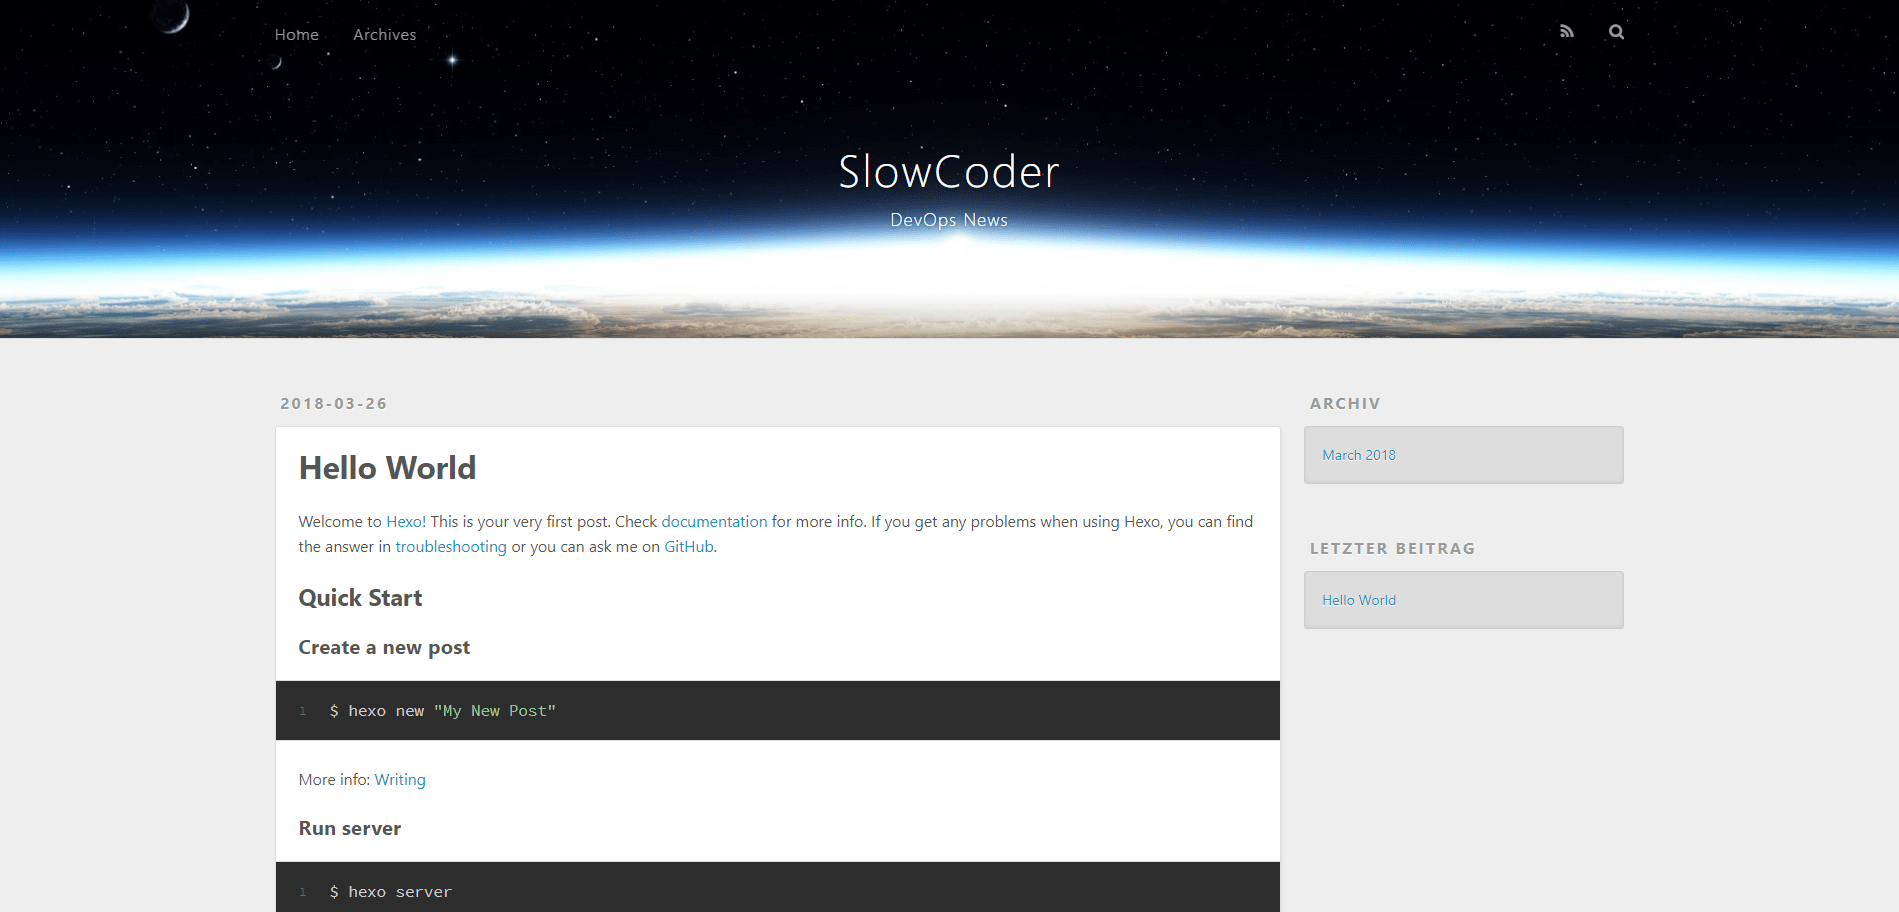 Home Archives
SlowCoder
DevOps News
2018-03-26
Hello World
Welcome to Hexo! This is your very first post. Check documentation for more info. If you get any problems when using Hexo, you can find
the answer in troubleshooting or you can ask me on GitHub.
Quick Start
Create a new post
1 $ hexo new "My New Post"
More info: Writing
Run server
1 $ hexo server
ARCHIV
March 2018
LETZTER BEITRAG
Hello World